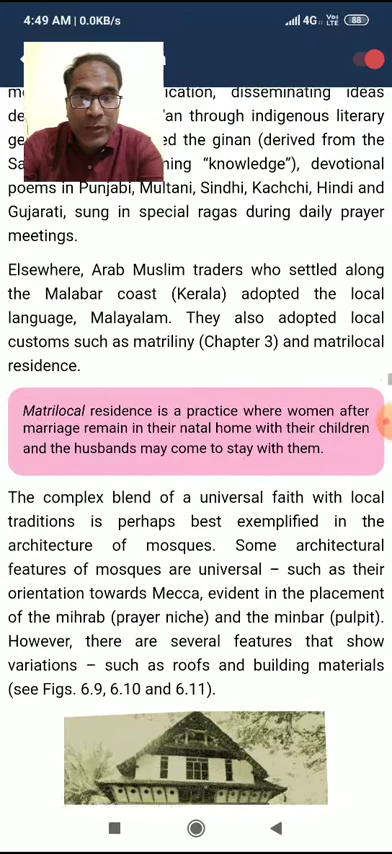 4:49 AM | 0.0KB/s
4G Vo) LTE 88
ication, disseminating ideas
an through indigenous literary
ed the ginan (derived from the
"knowledge"), devotional
poems in Punjabi, Multani, Sindhi, Kachchi, Hindi and
Gujarati, sung in special ragas during daily prayer
meetings.
Elsewhere, Arab Muslim traders who settled along
the Malabar coast (Kerala) adopted the local
language, Malayalam. They also adopted local
customs such as matriliny (Chapter 3) and matrilocal
residence.
Matrilocal residence is a practice where women after
marriage remain in their natal home with their children
and the husbands may come to stay with them.
The complex blend of a universal faith with local
traditions is perhaps best exemplified in the
architecture of mosques. Some architectural
features of mosques are universal – such as their
orientation towards Mecca, evident in the placement
of the mihrab (prayer niche) and the minbar (pulpit).
However, there are several features that show
variations – such as roofs and building materials
(see Figs. 6.9, 6.10 and 6.11).